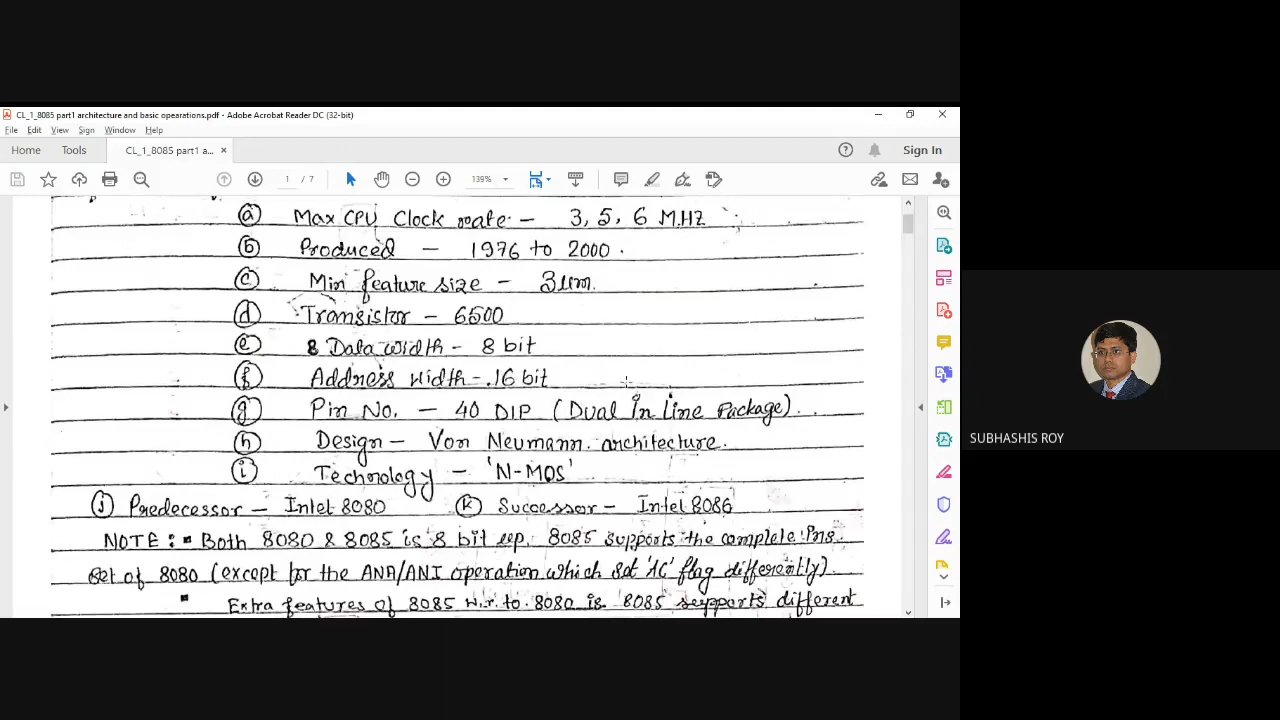 CL_1_8085 part1 architecture and basic opearations.pdf - Adobe Acrobat Reader DC (32-bit)
File Edit View Sign Window Help
Home Tools CL_1_8085 part1 a... × Sign In
1 / 7 139%
(a) Max CPU Clock rate - 3, 5, 6 MHZ
(b) Produced - 1976 to 2000.
(c) Min feature size - 3um.
(d) Transistor - 6500
(e) 8 Data width - 8 bit
(f) Address width - 16 bit
(g) Pin No. - 40 DIP (Dual In Line Package).
(h) Design - Von Neumann architecture.
(i) Technology - 'N-MOS'
(j) Predecessor - Intel 8080 (k) Successor - Intel 8086
NOTE: Both 8080 & 8085 is 8 bit up. 8085 supports the complete Ins
set of 8080 (except for the ANA/ANI operation which set 'AC' flag differently).
Extra features of 8085 w.r.to. 8080 is 8085 supports different
SUBHASHIS ROY